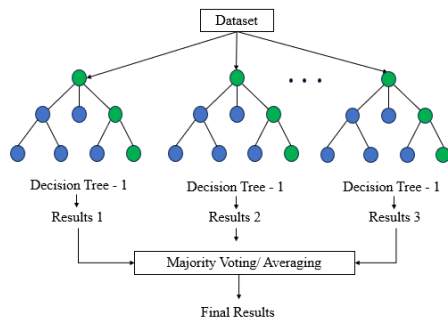 Dataset
Decision Tree - 1
Decision Tree - 1
Decision Tree - 1
Results 1
Results 2
Results 3
Majority Voting/ Averaging
Final Results